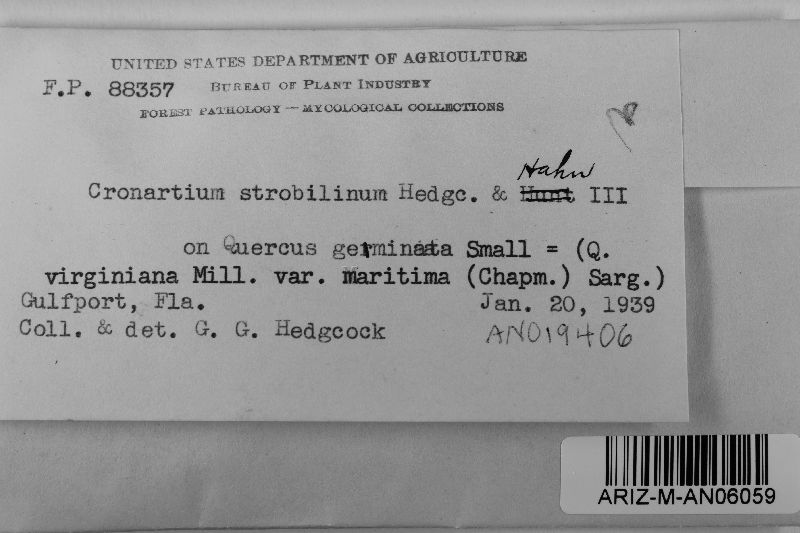 UNITED STATES DEPARTMENT OF AGRICULTURE
F.P. 88357 BUREAU OF PLANT INDUSTRY
FOREST PATHOLOGY — MYCOLOGICAL COLLECTIONS
Hahn
Cronartium strobilinum Hedgc. & Hunt III
on Quercus geminata Small = (Q.
virginiana Mill. var. maritima (Chapm.) Sarg.)
Gulfport, Fla. Jan. 20, 1939
Coll. & det. G. G. Hedgcock AN019406
ARIZ-M-AN06059